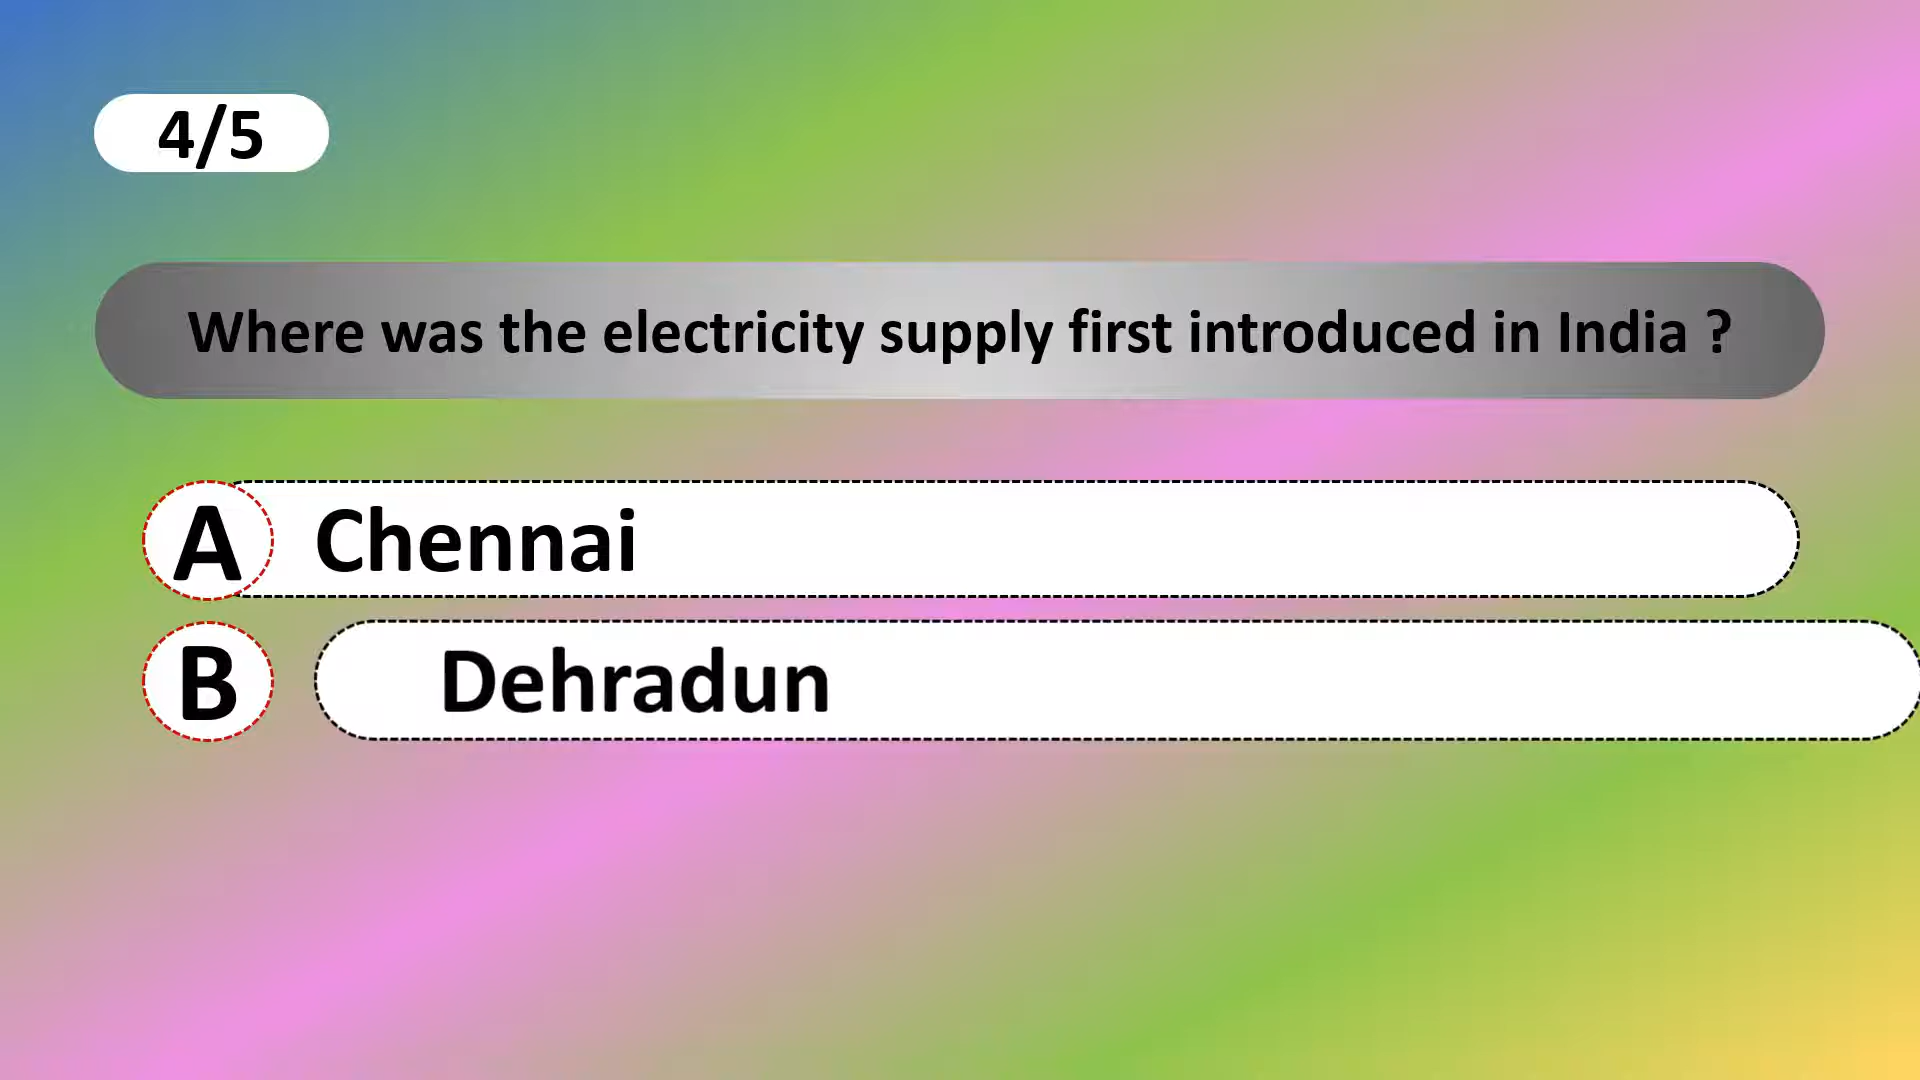 4/5
Where was the electricity supply first introduced in India ?
A Chennai
B Dehradun